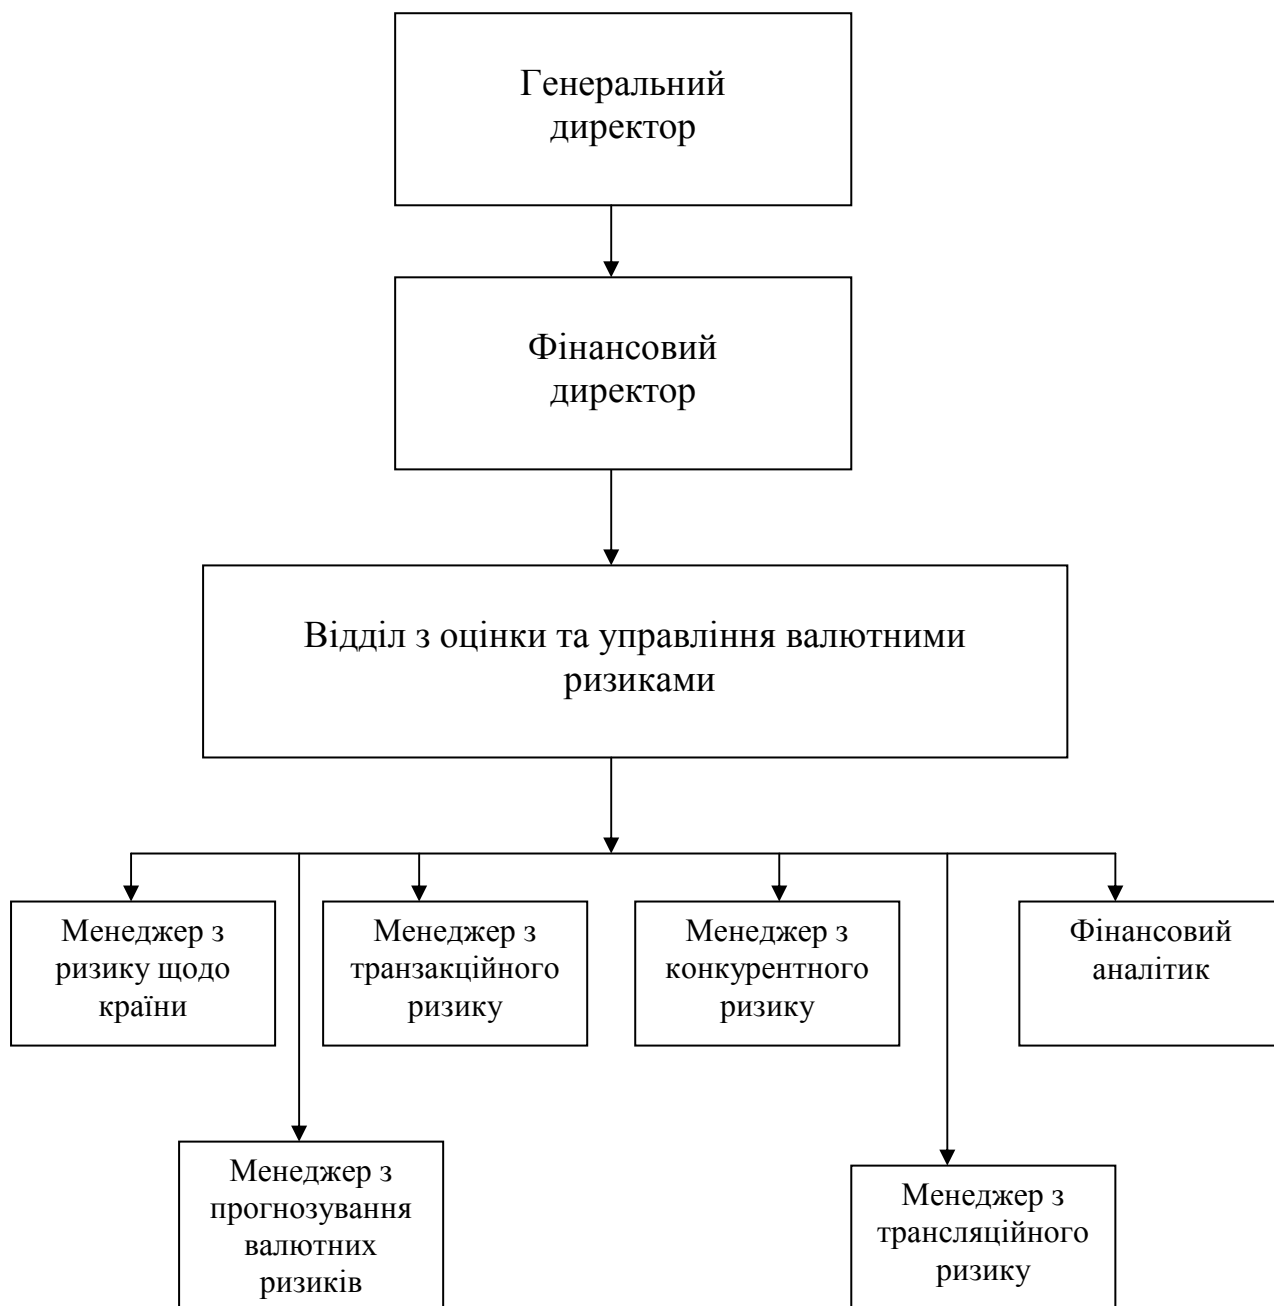 Генеральний
директор
Фінансовий
директор
Відділ з оцінки та управління валютними
ризиками
Менеджер з
ризику щодо
країни
Менеджер з
транзакційного
ризику
Менеджер з
конкурентного
ризику
Фінансовий
аналітик
Менеджер з
прогнозування
валютних
ризиків
Менеджер з
трансляційного
ризику